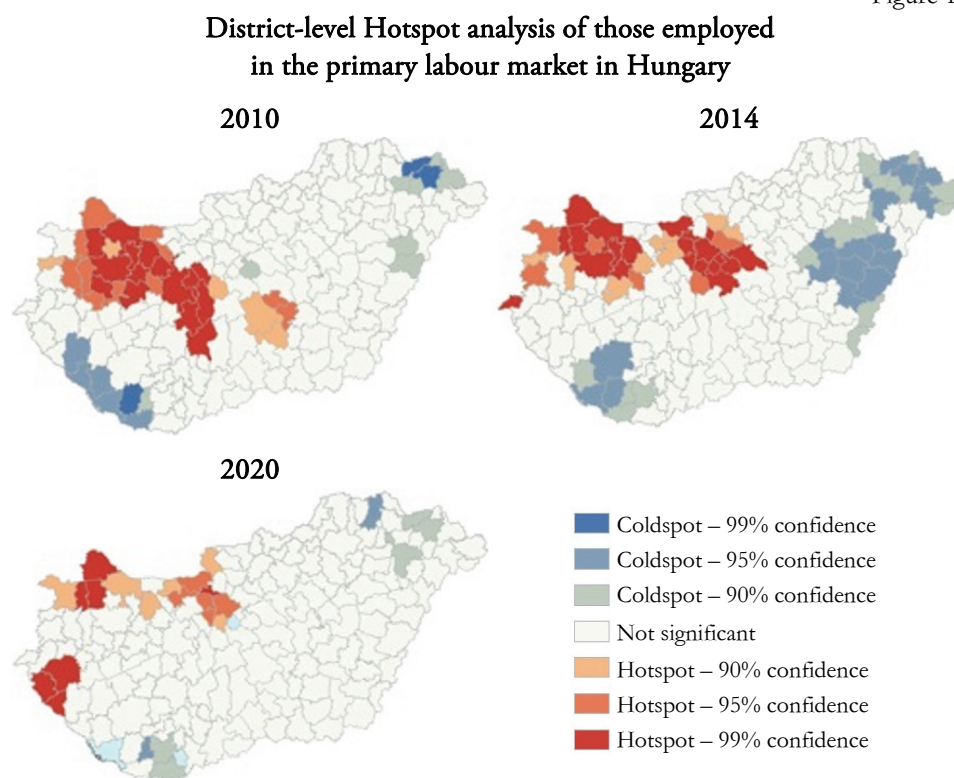 Figure
District-level Hotspot analysis of those employed
in the primary labour market in Hungary
2010
2014
2020
Coldspot – 99% confidence
Coldspot – 95% confidence
Coldspot – 90% confidence
Not significant
Hotspot – 90% confidence
Hotspot – 95% confidence
Hotspot – 99% confidence